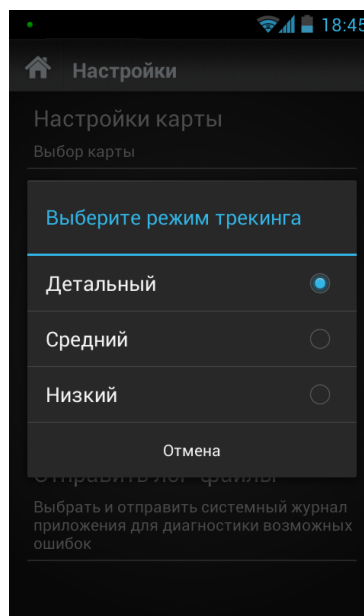 18:45
Настройки
Настройки карты
Выбор карты
Выберите режим трекинга
Детальный
Средний
Низкий
Отмена
Отправить лог-файлы
Выбрать и отправить системный журнал
приложения для диагностики возможных
ошибок